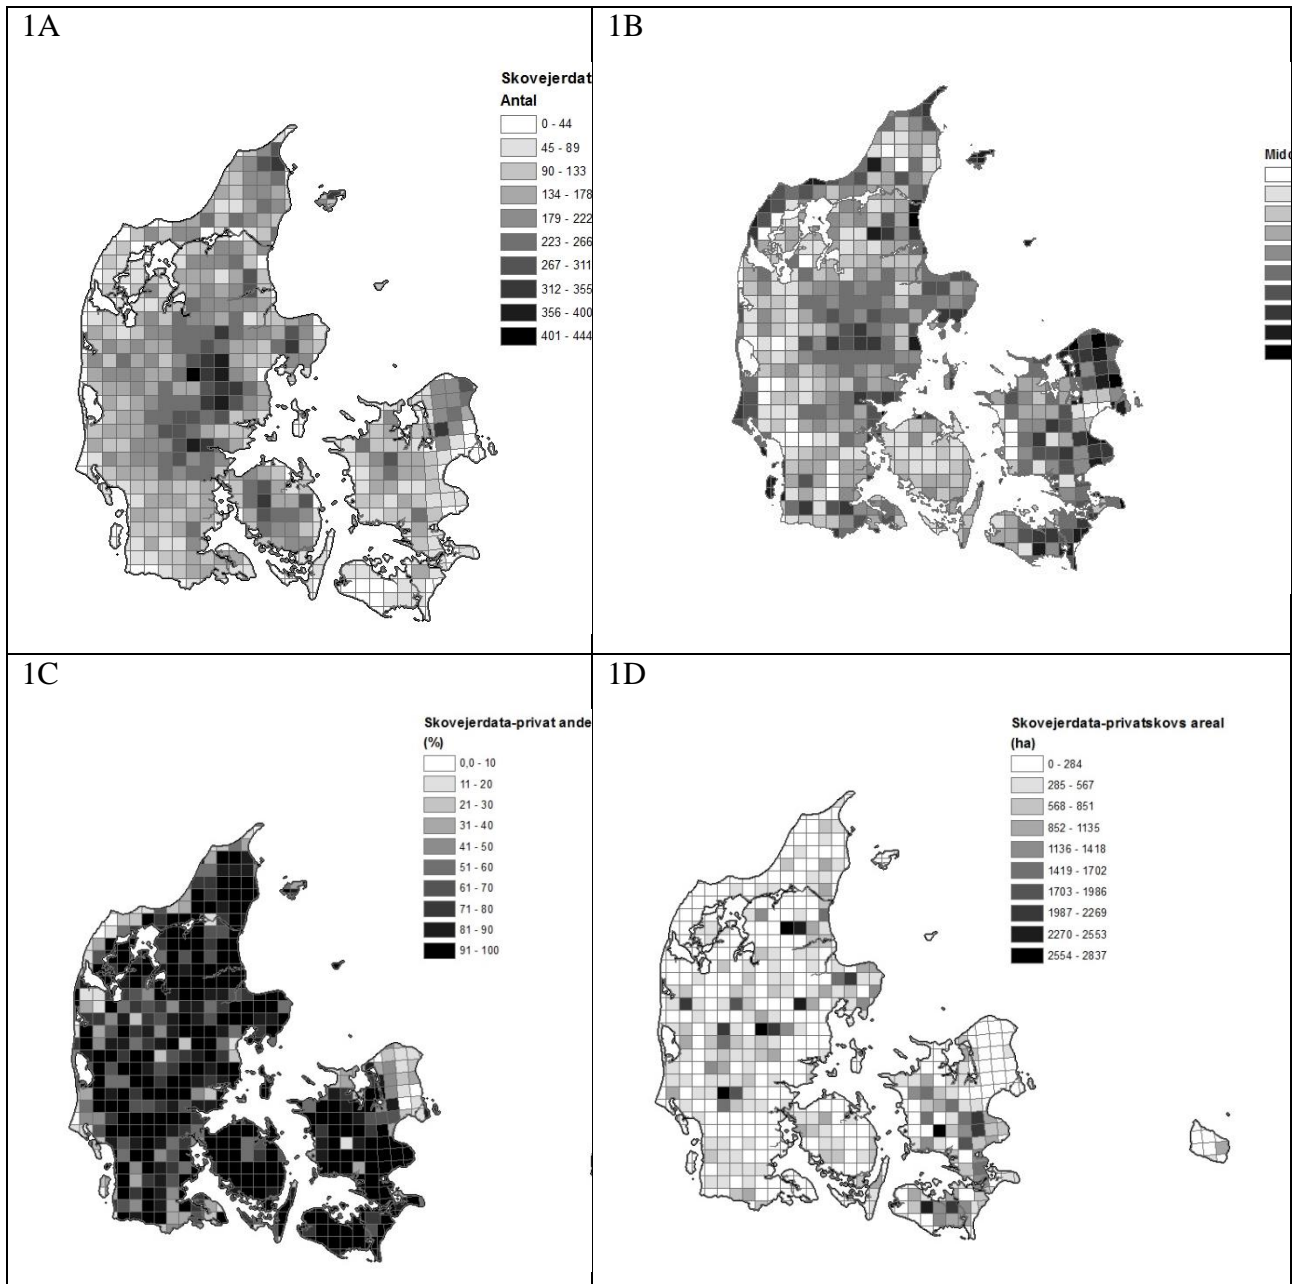 1A
Skovejerdat
Antal
0 - 44
45 - 89
90 - 133
134 - 178
179 - 222
223 - 266
267 - 311
312 - 355
356 - 400
401 - 444
1B
Midd
1C
Skovejerdata-privat ande
(%)
0,0 - 10
11 - 20
21 - 30
31 - 40
41 - 50
51 - 60
61 - 70
71 - 80
81 - 90
91 - 100
1D
Skovejerdata-privatskovs areal
(ha)
0 - 284
285 - 567
568 - 851
852 - 1135
1136 - 1418
1419 - 1702
1703 - 1986
1987 - 2269
2270 - 2553
2554 - 2837